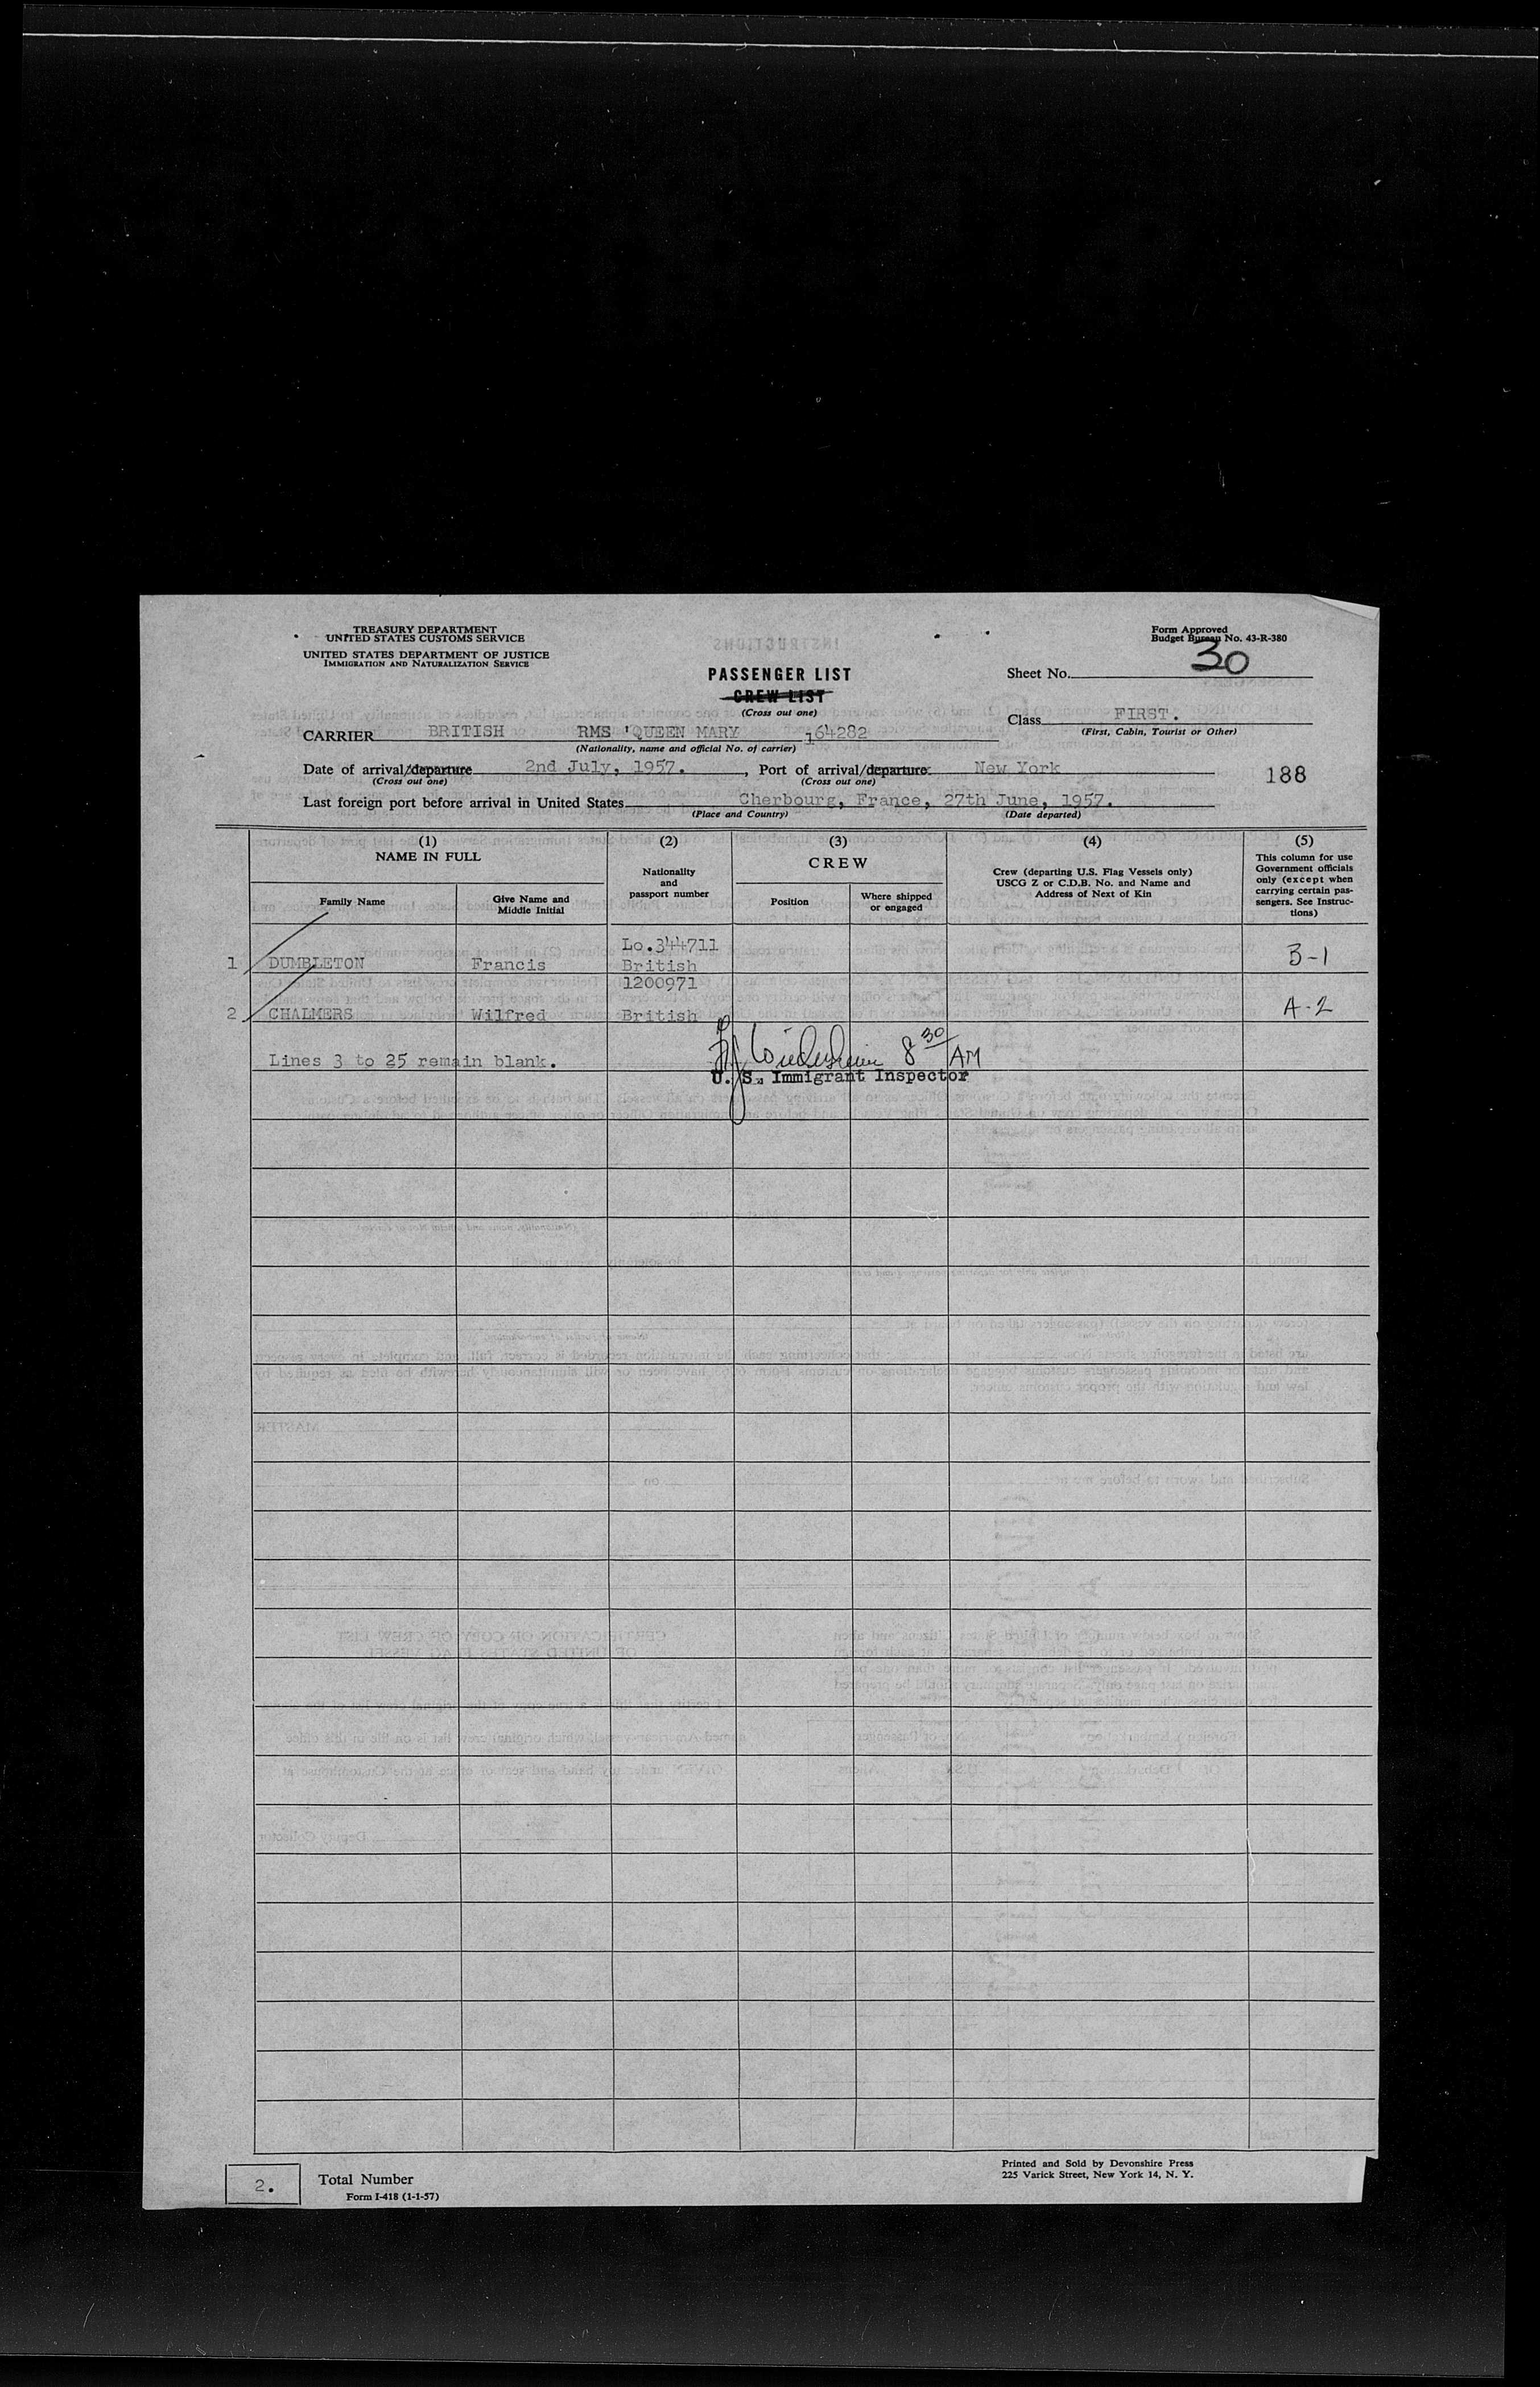 TREASURY DEPARTMENT
UNITED STATES CUSTOMS SERVICE
UNITED STATES DEPARTMENT OF JUSTICE
IMMIGRATION AND NATURALIZATION SERVICE
Form Approved
Budget Bureau No. 43-R-380
PASSENGER LIST
CREW LIST
(Cross out one)
Sheet No. 30
Class FIRST.
(First, Cabin, Tourist or Other)
CARRIER BRITISH RMS 'QUEEN MARY 164282
(Nationality, name and official No. of carrier)
Date of arrival/departure 2nd July, 1957. , Port of arrival/departure New York
(Cross out one) (Cross out one)
188
Last foreign port before arrival in United States Cherbourg, France, 27th June, 1957.
(Place and Country) (Date departed)
(1) (2) (3) (4) (5)
NAME IN FULL
Family Name
Give Name and
Middle Initial
Nationality
and
passport number
CREW
Position
Where shipped
or engaged
Crew (departing U.S. Flag Vessels only)
USCG Z or C.D.B. No. and Name and
Address of Next of Kin
This column for use
Government officials
only (except when
carrying certain pas-
sengers. See Instruc-
tions)
Lo.344711
1 DUMBLETON Francis British B-1
1200971
2 CHALMERS Wilfred British A-2
Lines 3 to 25 remain blank.
8 30 AM
U. S. Immigrant Inspector
2.
Total Number
Form I-418 (1-1-57)
Printed and Sold by Devonshire Press
225 Varick Street, New York 14, N. Y.